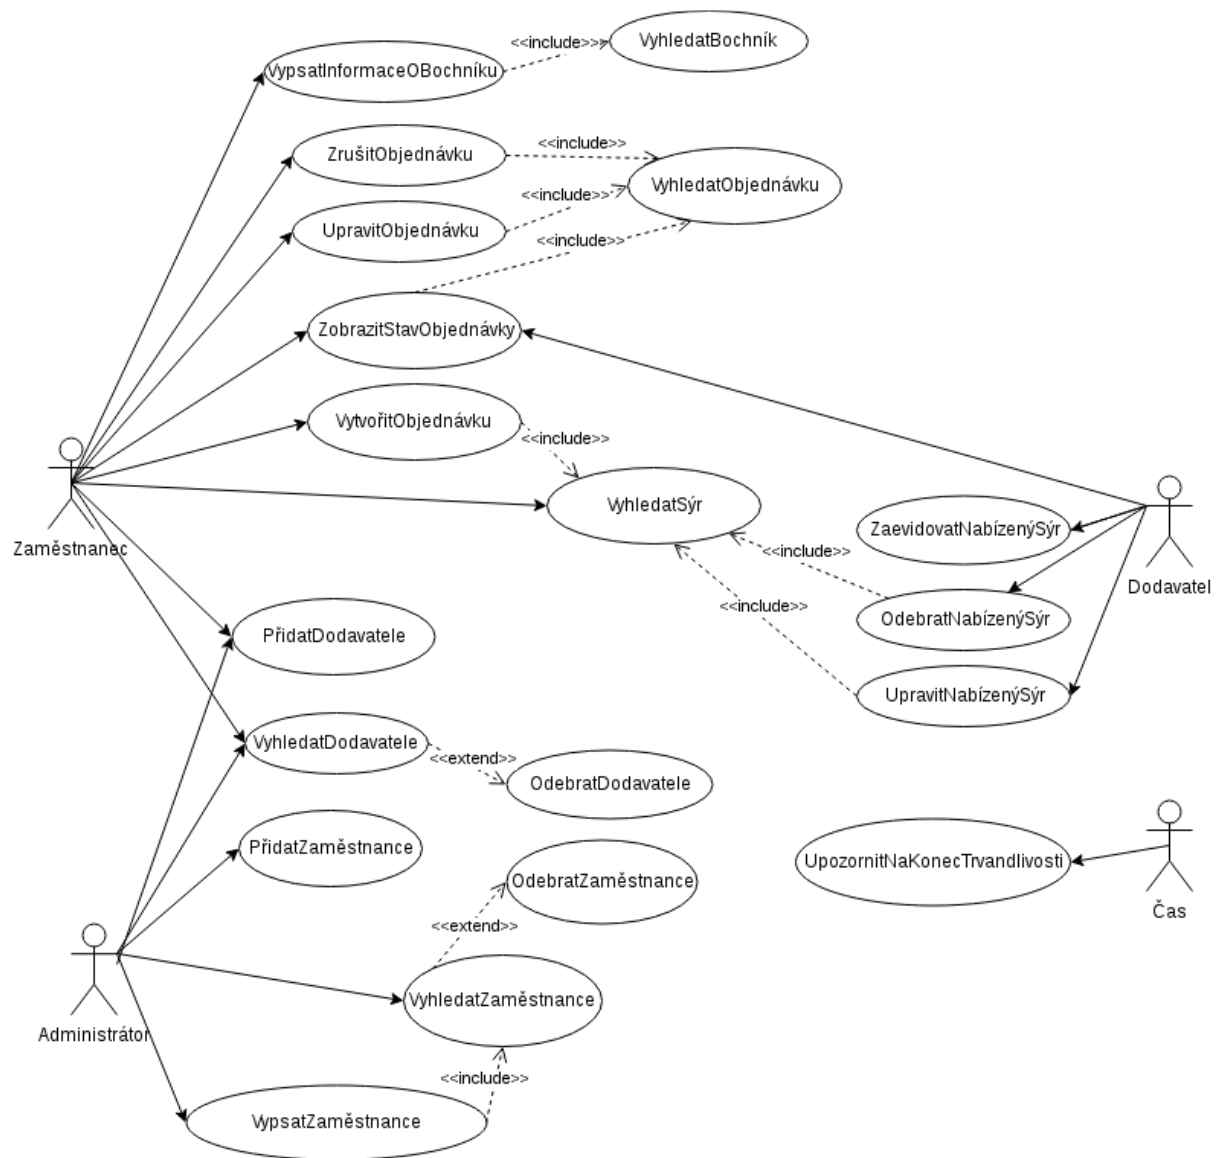 <<include>>
VyhledatBochník
VypsatInformaceOBochníku
ZrušitObjednávku
<<include>>
VyhledatObjednávku
<<include>>
UpravitObjednávku
<<include>>
ZobrazitStavObjednávky
VytvořitObjednávku
<<include>>
VyhledatSýr
Zaměstnanec
ZaevidovatNabízenýSýr
<<include>>
Dodavatel
<<include>>
OdebratNabízenýSýr
PřidatDodavatele
UpravitNabízenýSýr
VyhledatDodavatele
<<extend>>
OdebratDodavatele
PřidatZaměstnance
UpozornitNaKonecTrvandlivosti
OdebratZaměstnance
Čas
<<extend>>
VyhledatZaměstnance
Administrátor
<<include>>
VypsatZaměstnance